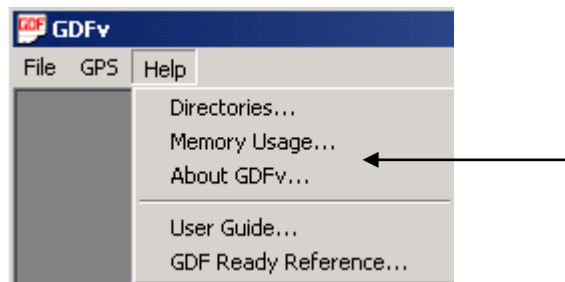 GDF GDFv
File GPS Help
Directories...
Memory Usage...
About GDFv...
User Guide...
GDF Ready Reference...